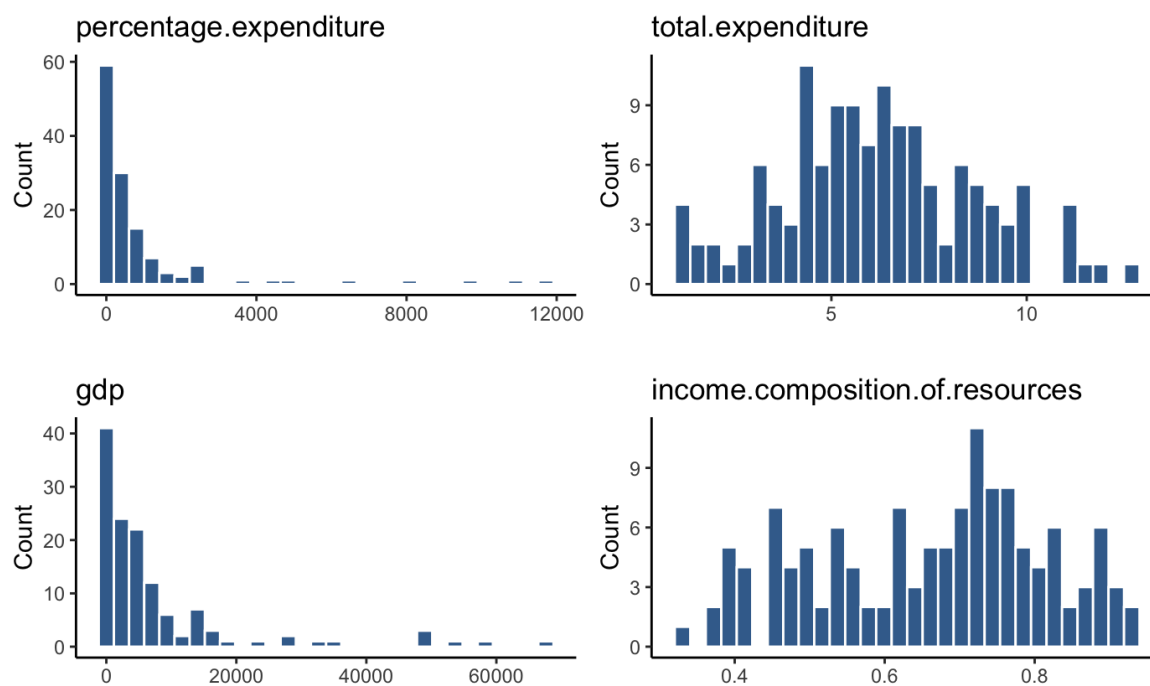 percentage.expenditure
Count
60
40
20
0
0 4000 8000 12000
total.expenditure
Count
9
6
3
0
5 10
gdp
Count
40
30
20
10
0
0 20000 40000 60000
income.composition.of.resources
Count
9
6
3
0
0.4 0.6 0.8